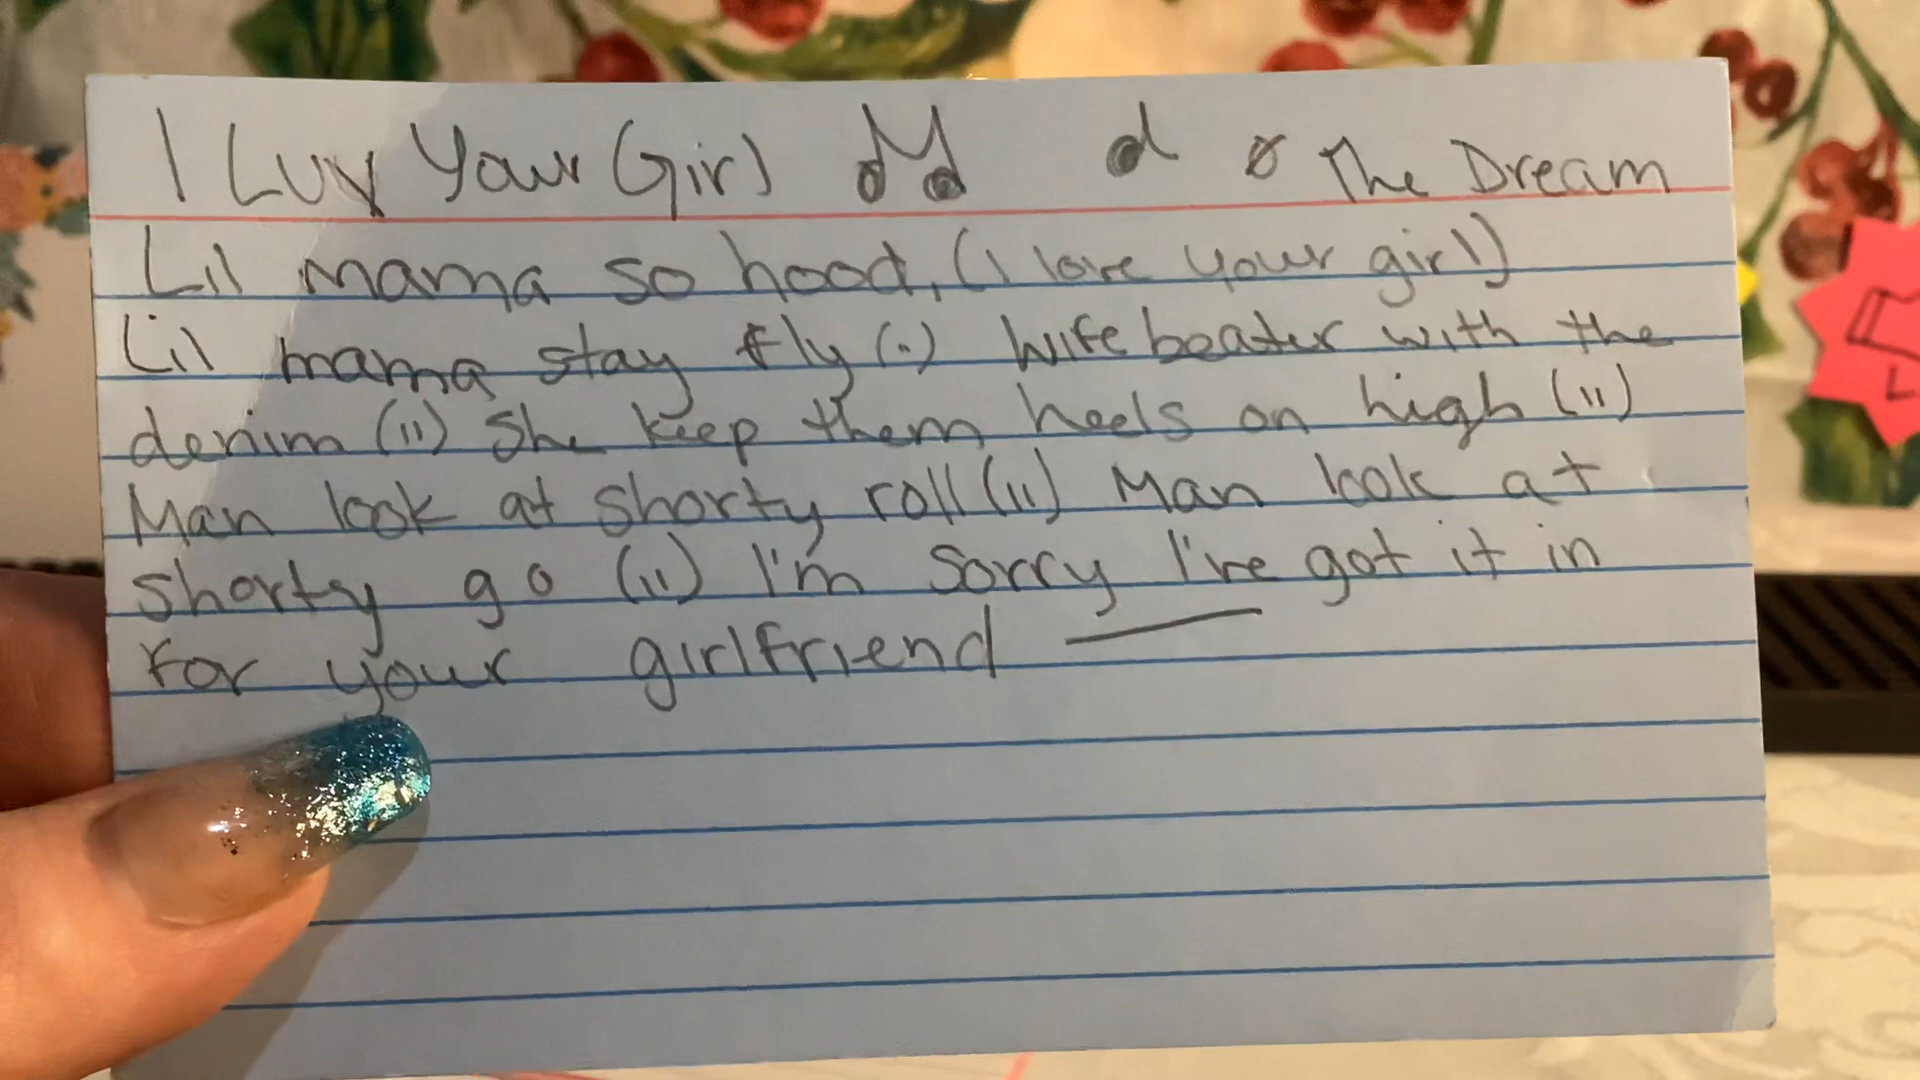 I Luv Your Girl The Dream
Lil mama so hood, (I love your girl)
Lil mama stay fly (") Wife beater with the
denim (") She keep them heels on high (")
Man look at shorty roll (") Man look at
shorty go (") I'm sorry I've got it in
for your girlfriend
L